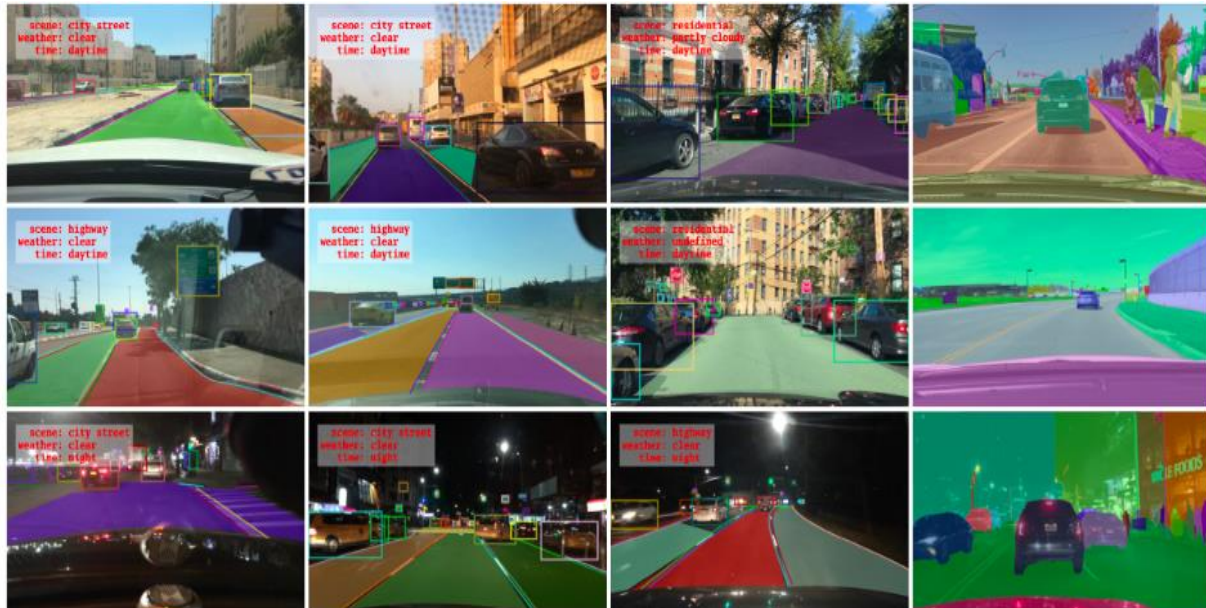 scene: city street
weather: clear
time: daytime
scene: city street
weather: clear
time: daytime
scene: residential
weather: partly cloudy
time: daytime
scene: highway
weather: clear
time: daytime
scene: highway
weather: clear
time: daytime
scene: residential
weather: undefined
time: daytime
scene: city street
weather: clear
time: night
scene: city street
weather: clear
time: night
scene: highway
weather: clear
time: night
FOODS